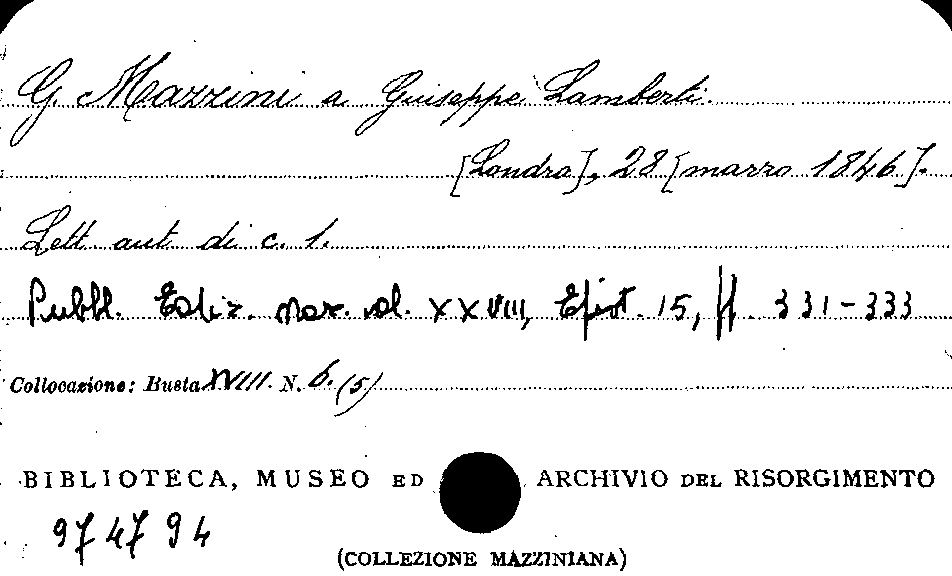 G. Mazzini a Giuseppe Lamberti.
[Londra], 28 [marzo 1846].
Lett. aut. di c. 1.
Pubbl. Ediz. naz. vol. XXVIII, Epist. 15, pp. 331-333
Collocazione: Busta XVIII. N. 6. (5)
BIBLIOTECA, MUSEO ED ARCHIVIO DEL RISORGIMENTO
974794
(COLLEZIONE MAZZINIANA)